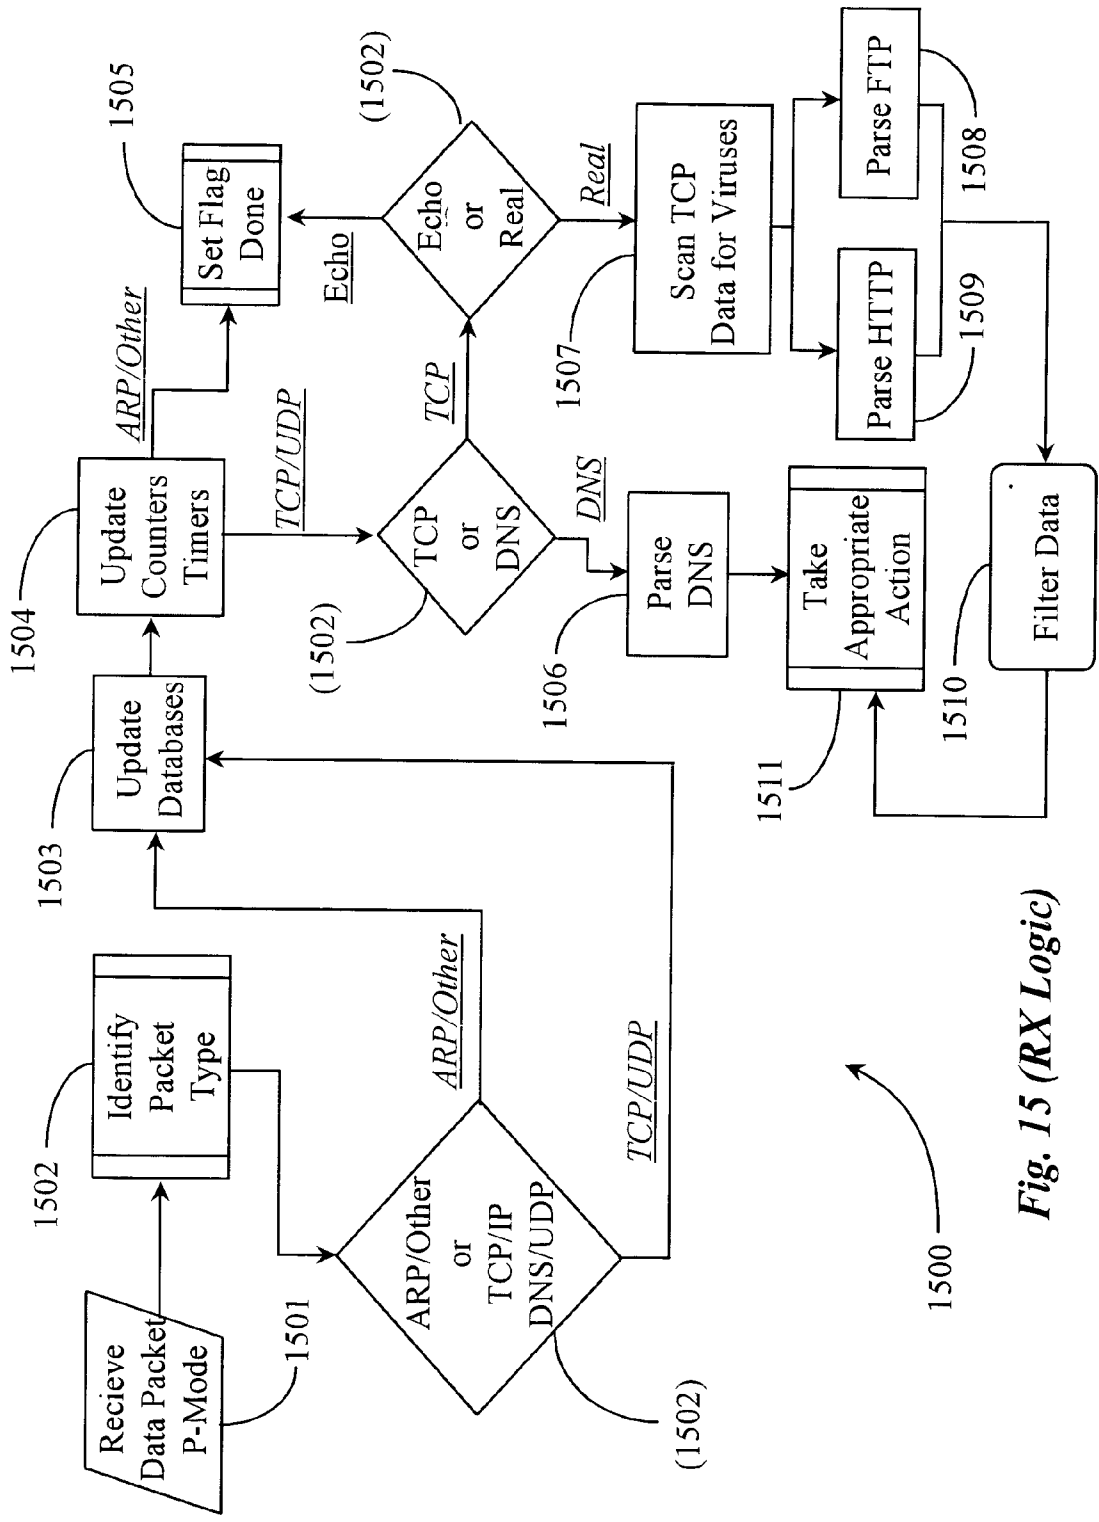 1501
Recieve
Data Packet
P-Mode
1502
Identify
Packet
Type
ARP/Other
or
TCP/IP
DNS/UDP
(1502)
ARP/Other
TCP/UDP
1503
Update
Databases
1504
Update
Counters
Timers
ARP/Other
1505
Set Flag
Done
TCP/UDP
(1502)
TCP
or
DNS
TCP
Echo
(1502)
Echo
or
Real
Real
DNS
1506
Parse
DNS
1507
Scan TCP
Data for Viruses
Parse HTTP
1509
Parse FTP
1508
1511
Take
Appropriate
Action
1510
Filter Data
1500
Fig. 15 (RX Logic)